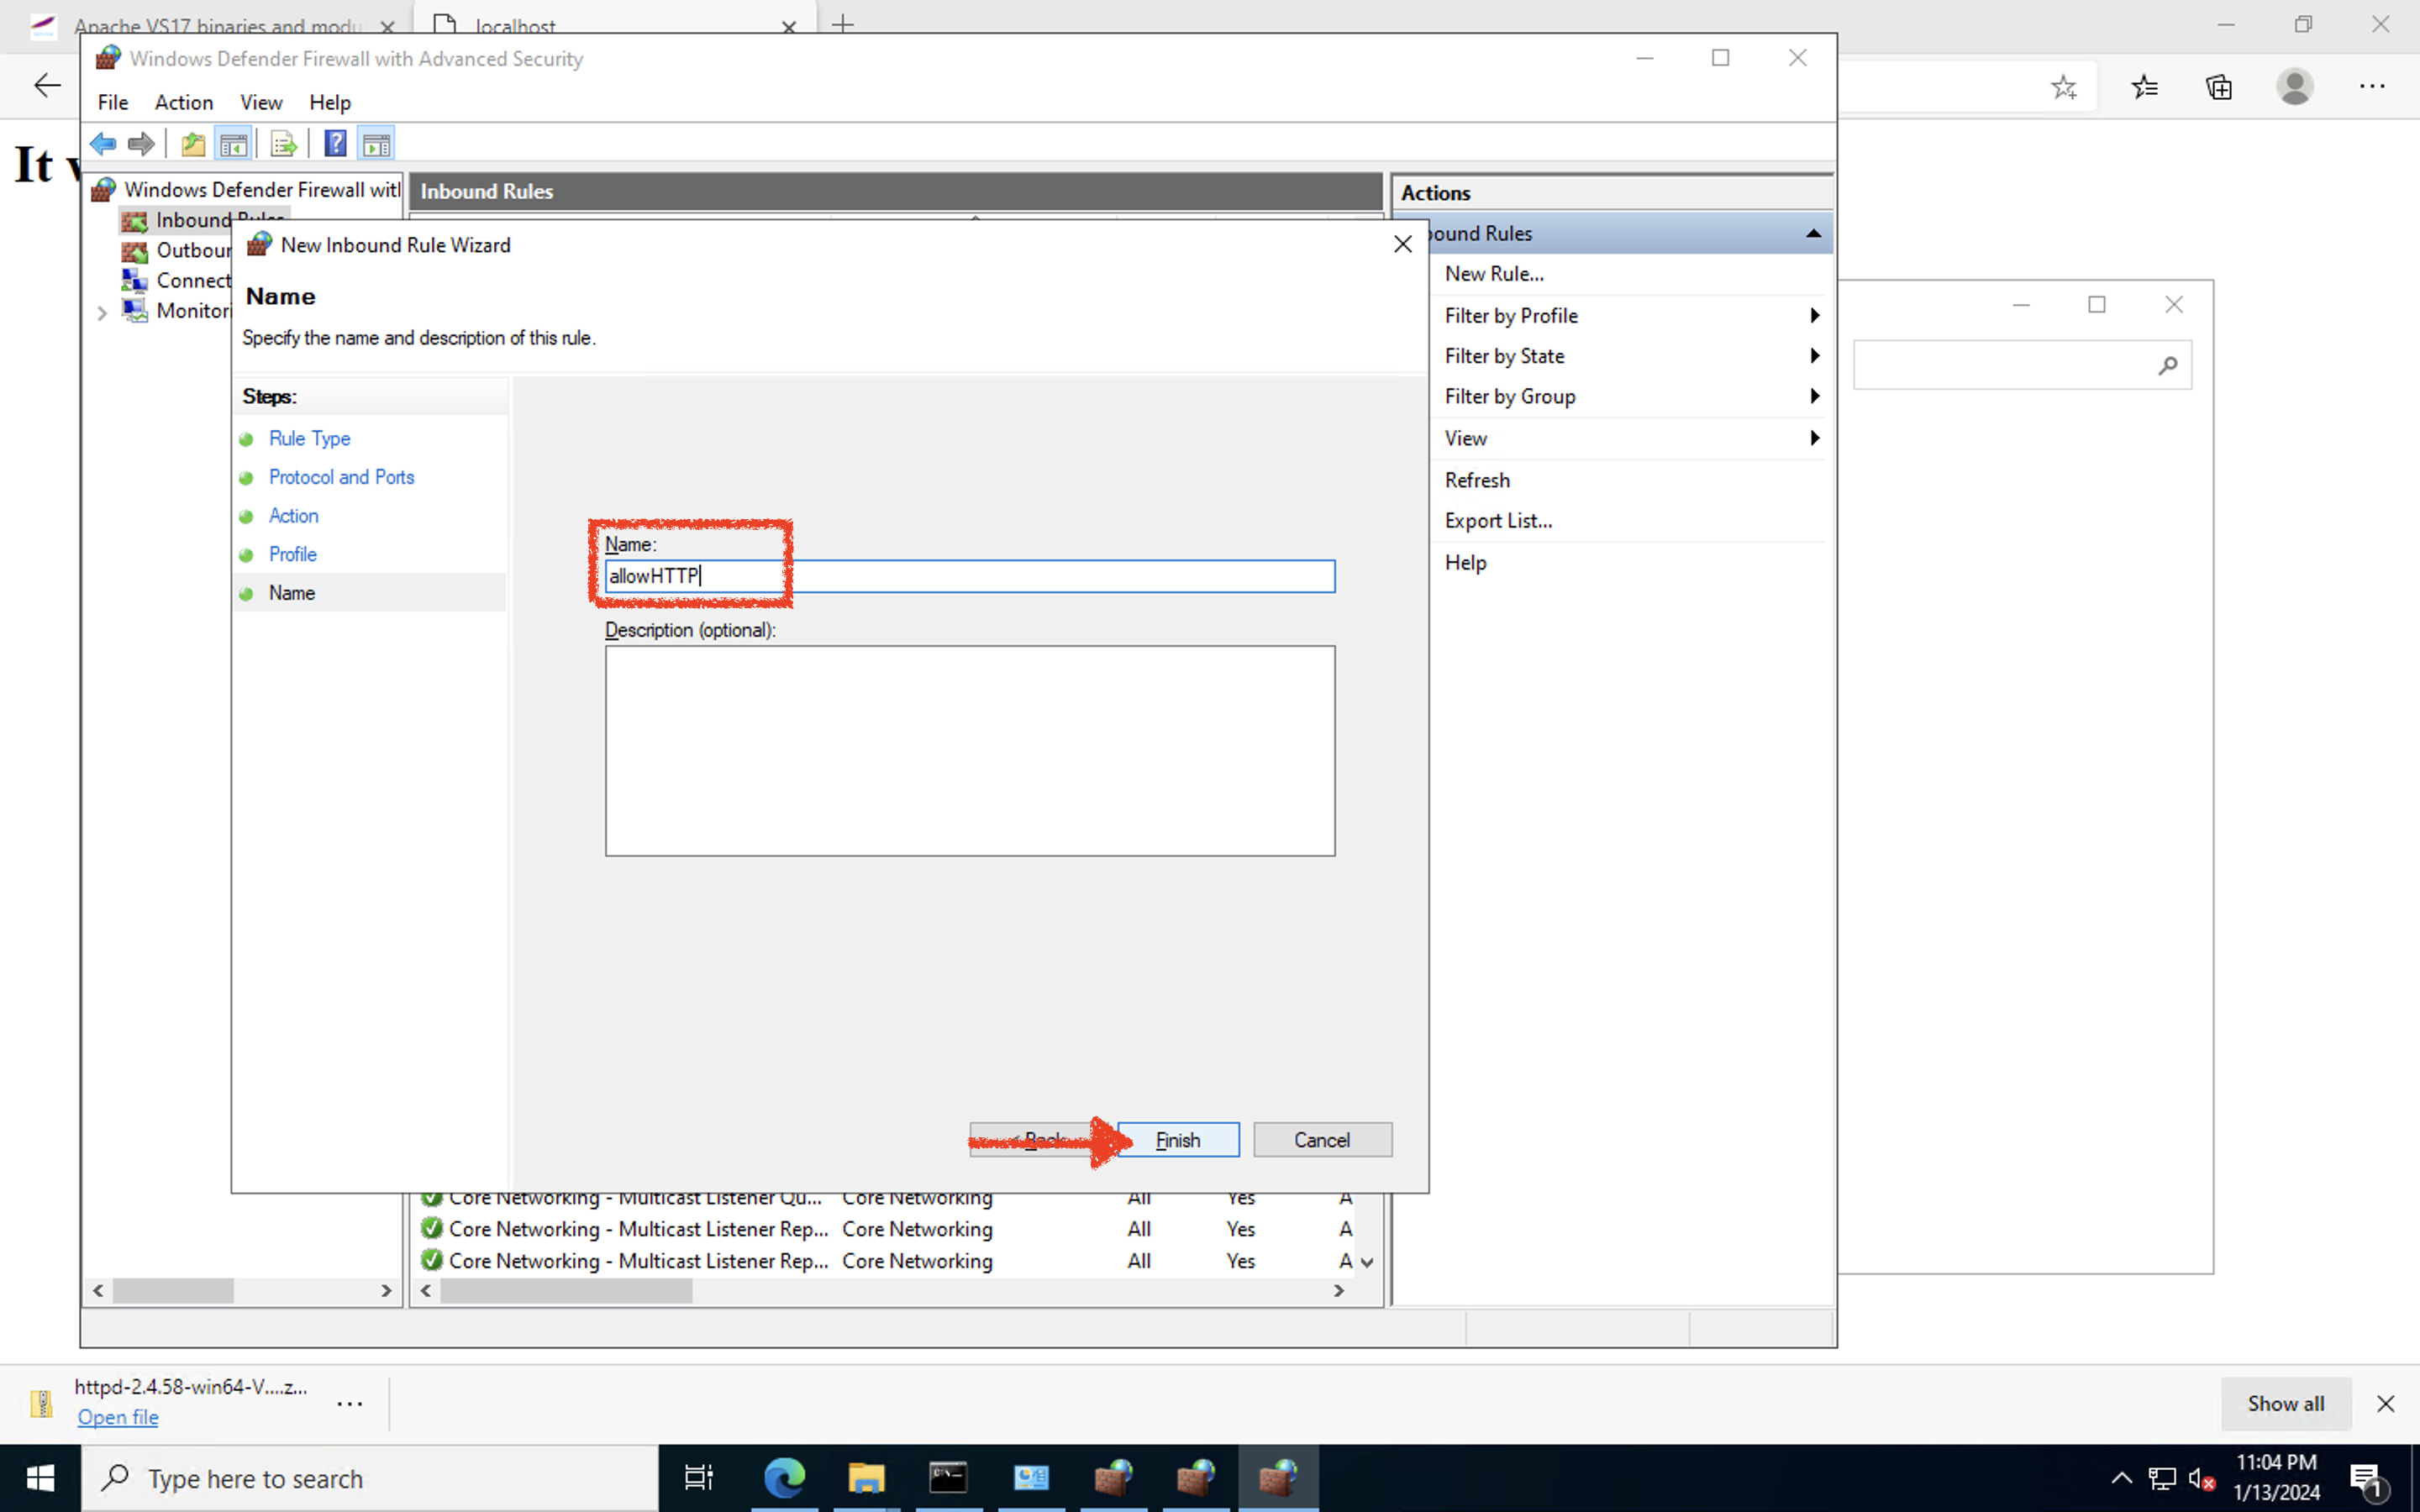 Apache VS17 binaries and modu
localhost
Windows Defender Firewall with Advanced Security
File Action View Help
It
Windows Defender Firewall witl
Inbound Rules
Actions
Inbound Rules
Outbour
Connect
Monitori
New Inbound Rule Wizard
Name
Specify the name and description of this rule.
Steps:
Rule Type
Protocol and Ports
Action
Profile
Name
Name:
allowHTTP
Description (optional):
< Back
Finish
Cancel
bound Rules
New Rule...
Filter by Profile
Filter by State
Filter by Group
View
Refresh
Export List...
Help
Core Networking - Multicast Listener Qu... Core Networking All Yes A
Core Networking - Multicast Listener Rep... Core Networking All Yes A
Core Networking - Multicast Listener Rep... Core Networking All Yes A
httpd-2.4.58-win64-V....z...
Open file
Show all
Type here to search
11:04 PM
1/13/2024
1